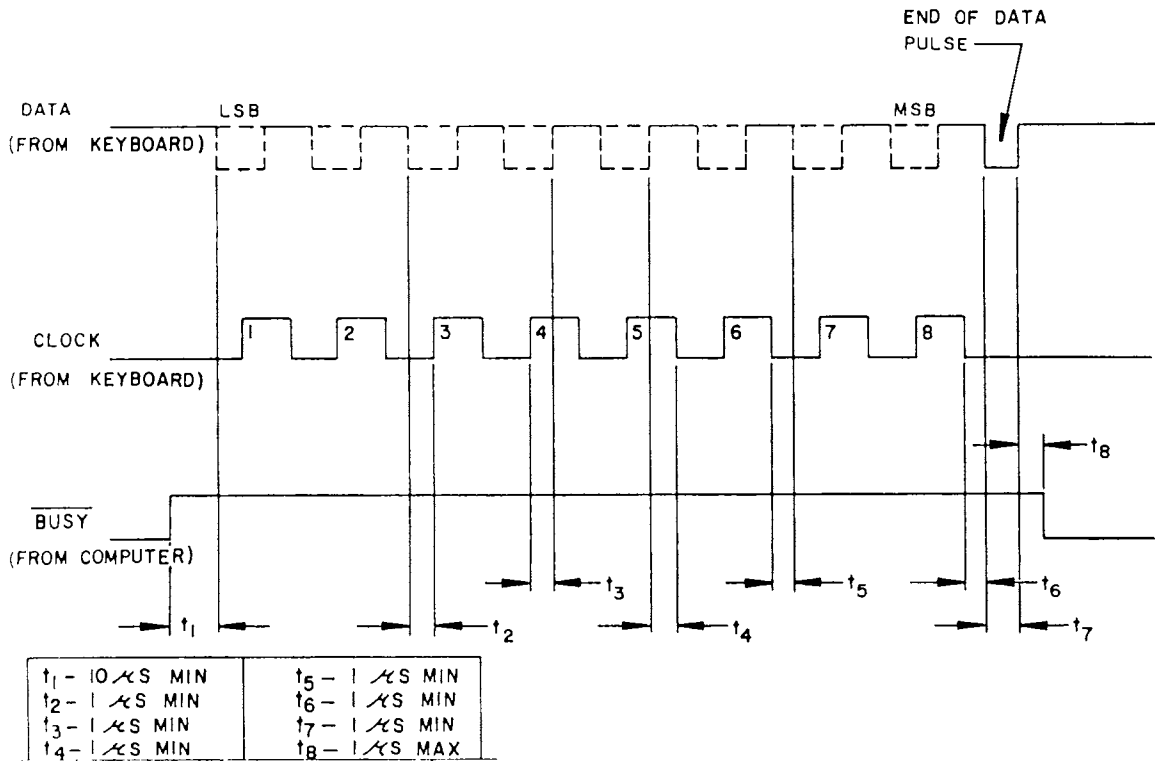 END OF DATA
PULSE
DATA
(FROM KEYBOARD)
LSB
MSB
CLOCK
(FROM KEYBOARD)
1 2 3 4 5 6 7 8
t8
BUSY
(FROM COMPUTER)
t3 t5 t6
t1 t2 t4 t7
t1 - 10 μS MIN
t2 - 1 μS MIN
t3 - 1 μS MIN
t4 - 1 μS MIN
t5 - 1 μS MIN
t6 - 1 μS MIN
t7 - 1 μS MIN
t8 - 1 μS MAX